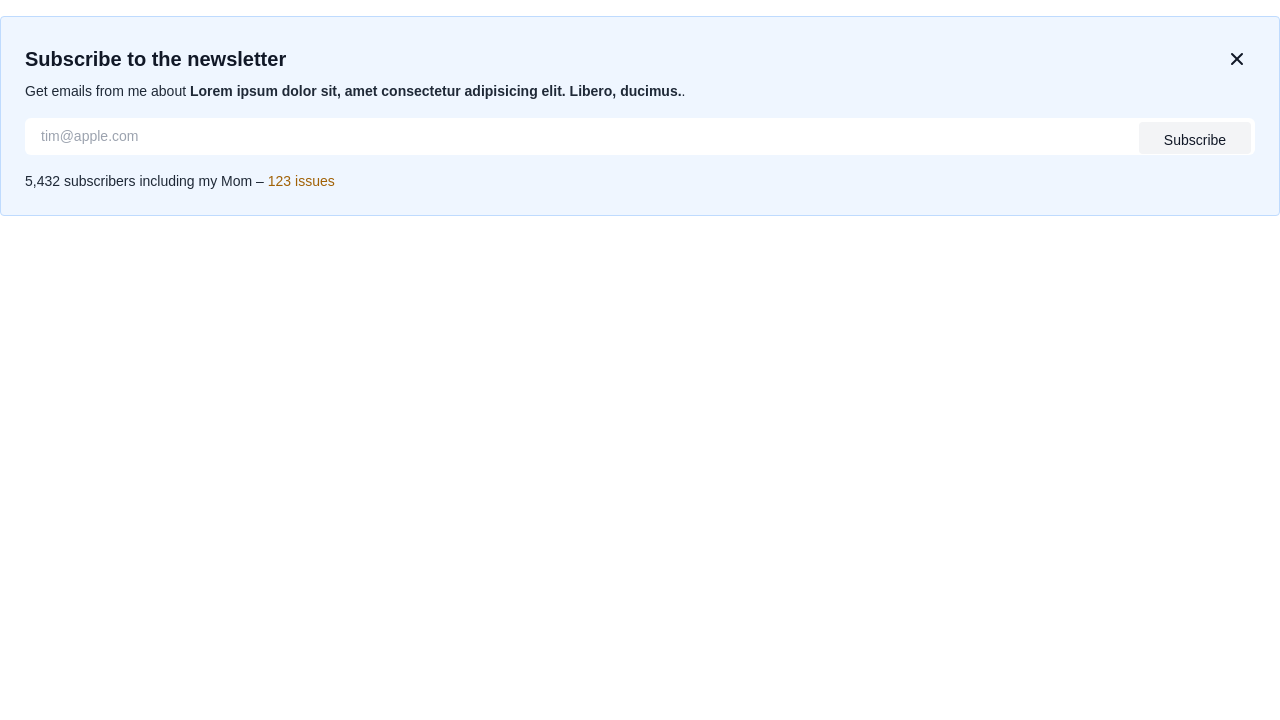 Subscribe to the newsletter
Get emails from me about Lorem ipsum dolor sit, amet consectetur adipisicing elit. Libero, ducimus..
tim@apple.com
Subscribe
5,432 subscribers including my Mom – 123 issues